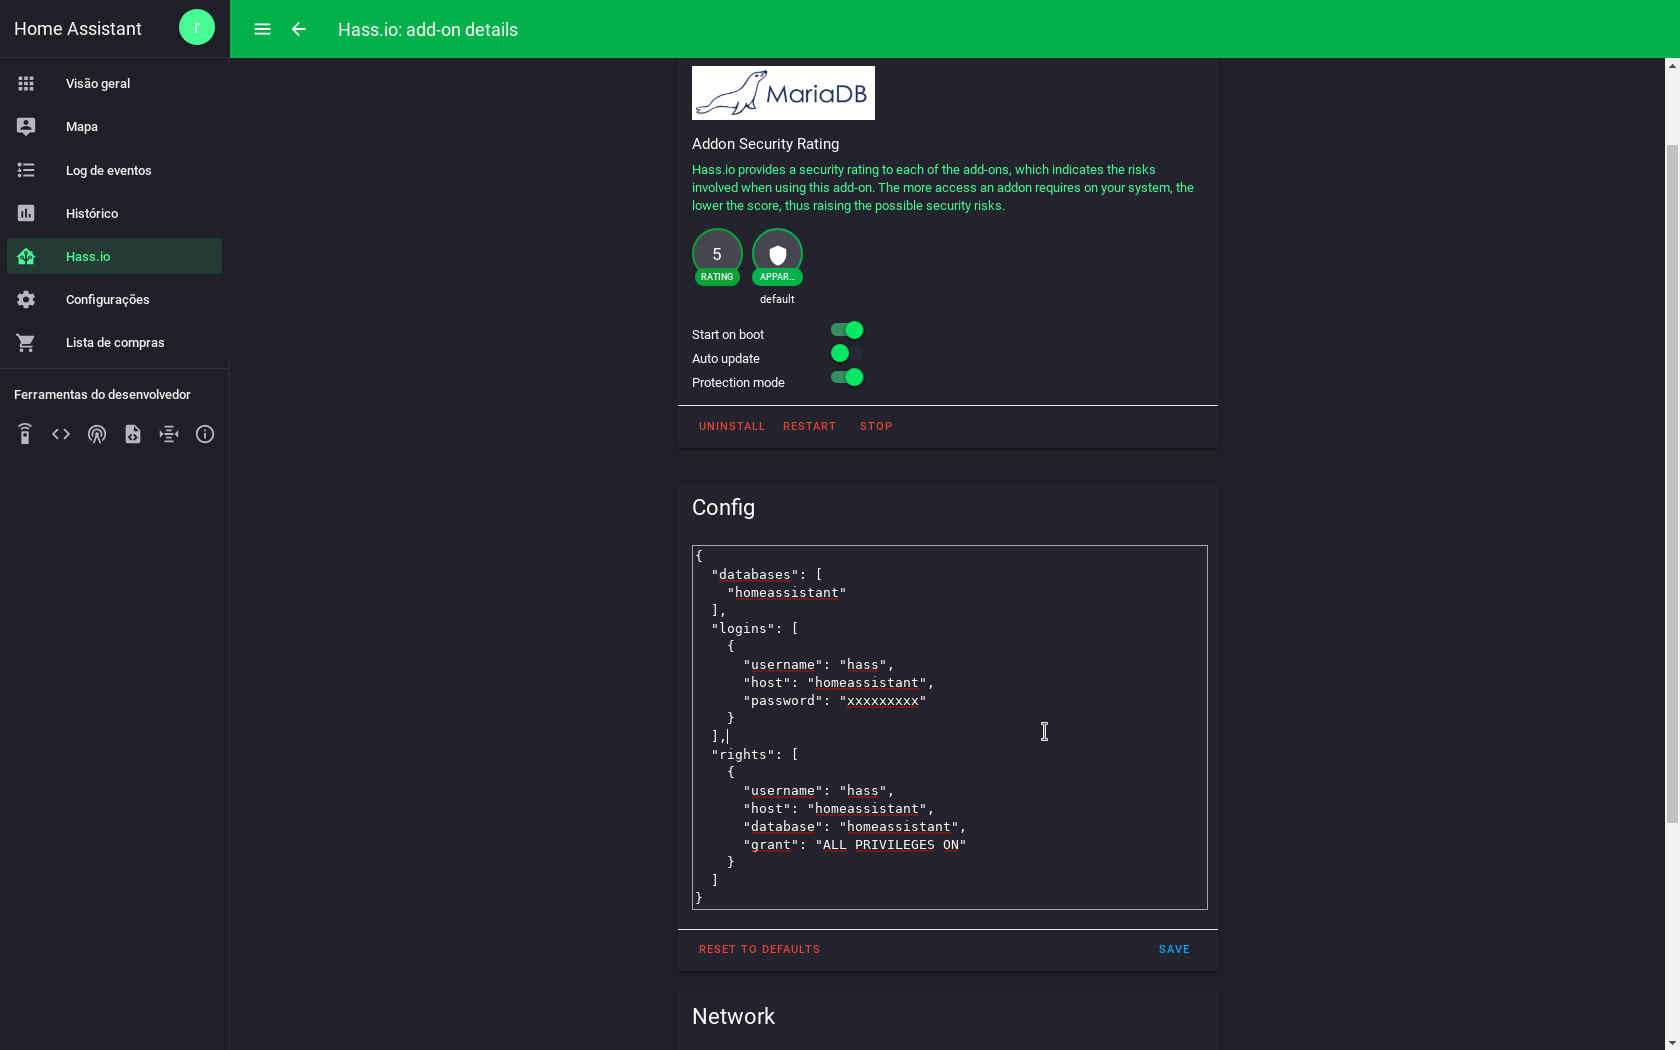 Home Assistant
r
Hass.io: add-on details
Visão geral
Mapa
Log de eventos
Histórico
Hass.io
Configurações
Lista de compras
Ferramentas do desenvolvedor
MariaDB
Addon Security Rating
Hass.io provides a security rating to each of the add-ons, which indicates the risks
involved when using this add-on. The more access an addon requires on your system, the
lower the score, thus raising the possible security risks.
5
RATING
APPAR...
default
Start on boot
Auto update
Protection mode
UNINSTALL RESTART STOP
Config
{
"databases": [
"homeassistant"
],
"logins": [
{
"username": "hass",
"host": "homeassistant",
"password": "xxxxxxxxx"
}
],
"rights": [
{
"username": "hass",
"host": "homeassistant",
"database": "homeassistant",
"grant": "ALL PRIVILEGES ON"
}
]
}
RESET TO DEFAULTS SAVE
Network